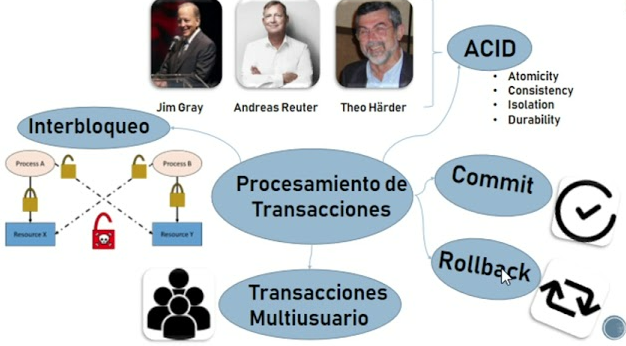 Jim Gray
Andreas Reuter
Theo Härder
ACID
• Atomicity
• Consistency
• Isolation
• Durability
Interbloqueo
Process A
Process B
Resource X
Resource Y
Procesamiento de
Transacciones
Commit
Rollback
Transacciones
Multiusuario